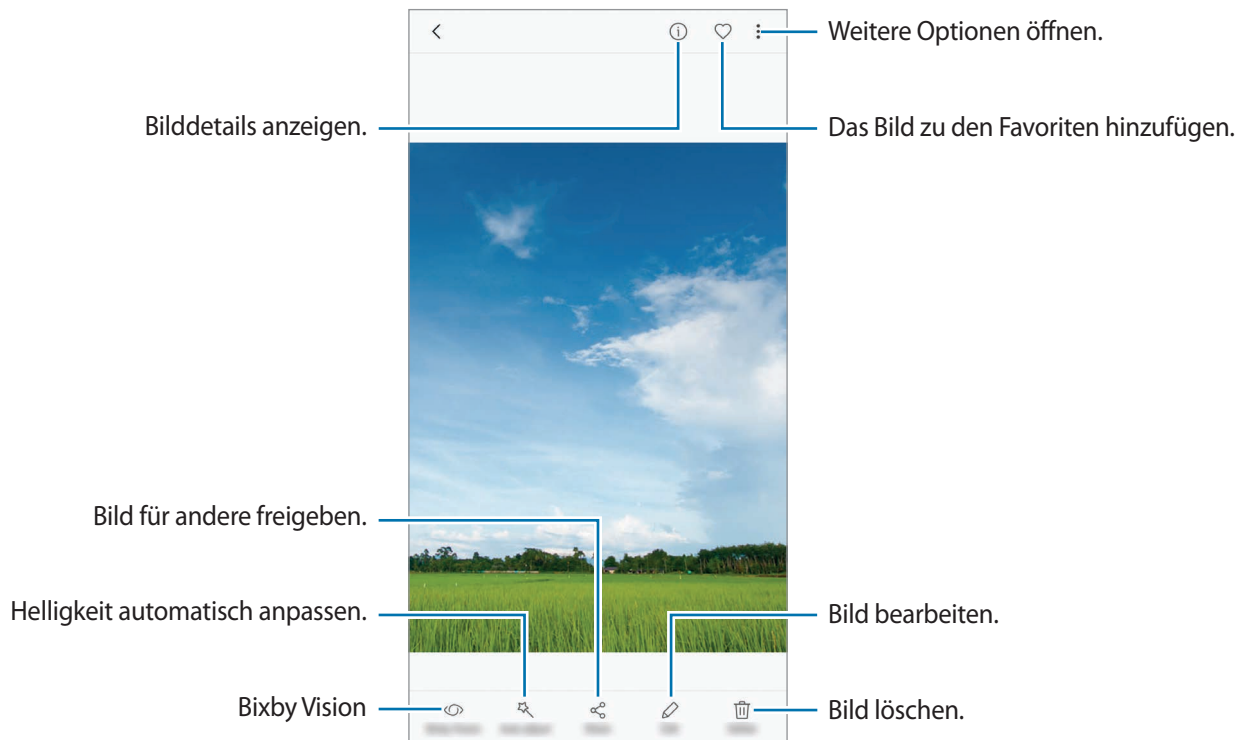 Weitere Optionen öffnen.
Bilddetails anzeigen.
Das Bild zu den Favoriten hinzufügen.
Bild für andere freigeben.
Helligkeit automatisch anpassen.
Bild bearbeiten.
Bixby Vision
Bild löschen.